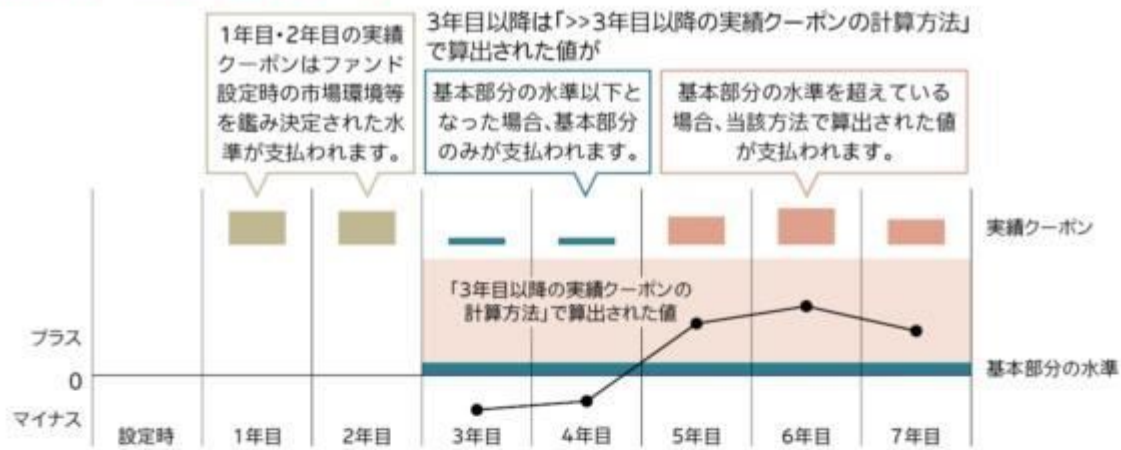 3年目以降は「>>3年目以降の実績クーポンの計算方法」
で算出された値が
1年目・2年目の実績
クーポンはファンド
設定時の市場環境等
を鑑み決定された水
準が支払われます。
基本部分の水準以下と
なった場合、基本部分
のみが支払われます。
基本部分の水準を超えている
場合、当該方法で算出された値
が支払われます。
実績クーポン
「3年目以降の実績クーポンの
計算方法」で算出された値
プラス
0
マイナス
基本部分の水準
設定時
1年目
2年目
3年目
4年目
5年目
6年目
7年目